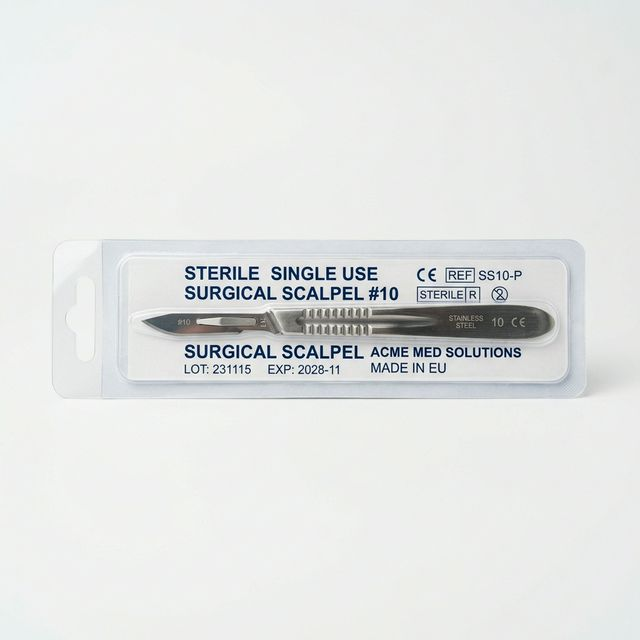 STERILE SINGLE USE
SURGICAL SCALPEL #10
CE REF SS10-P
STERILE R
#10
STAINLESS
STEEL
10 CE
SURGICAL SCALPEL
LOT: 231115 EXP: 2028-11
ACME MED SOLUTIONS
MADE IN EU